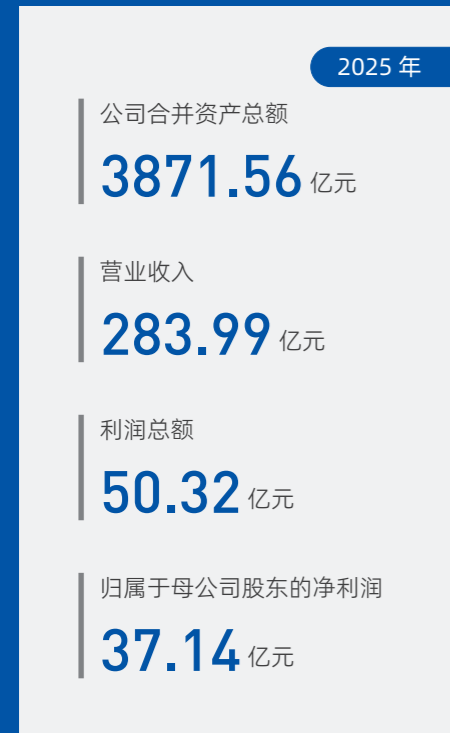 2025 年
公司合并资产总额
3871.56 亿元
营业收入
283.99 亿元
利润总额
50.32 亿元
归属于母公司股东的净利润
37.14 亿元